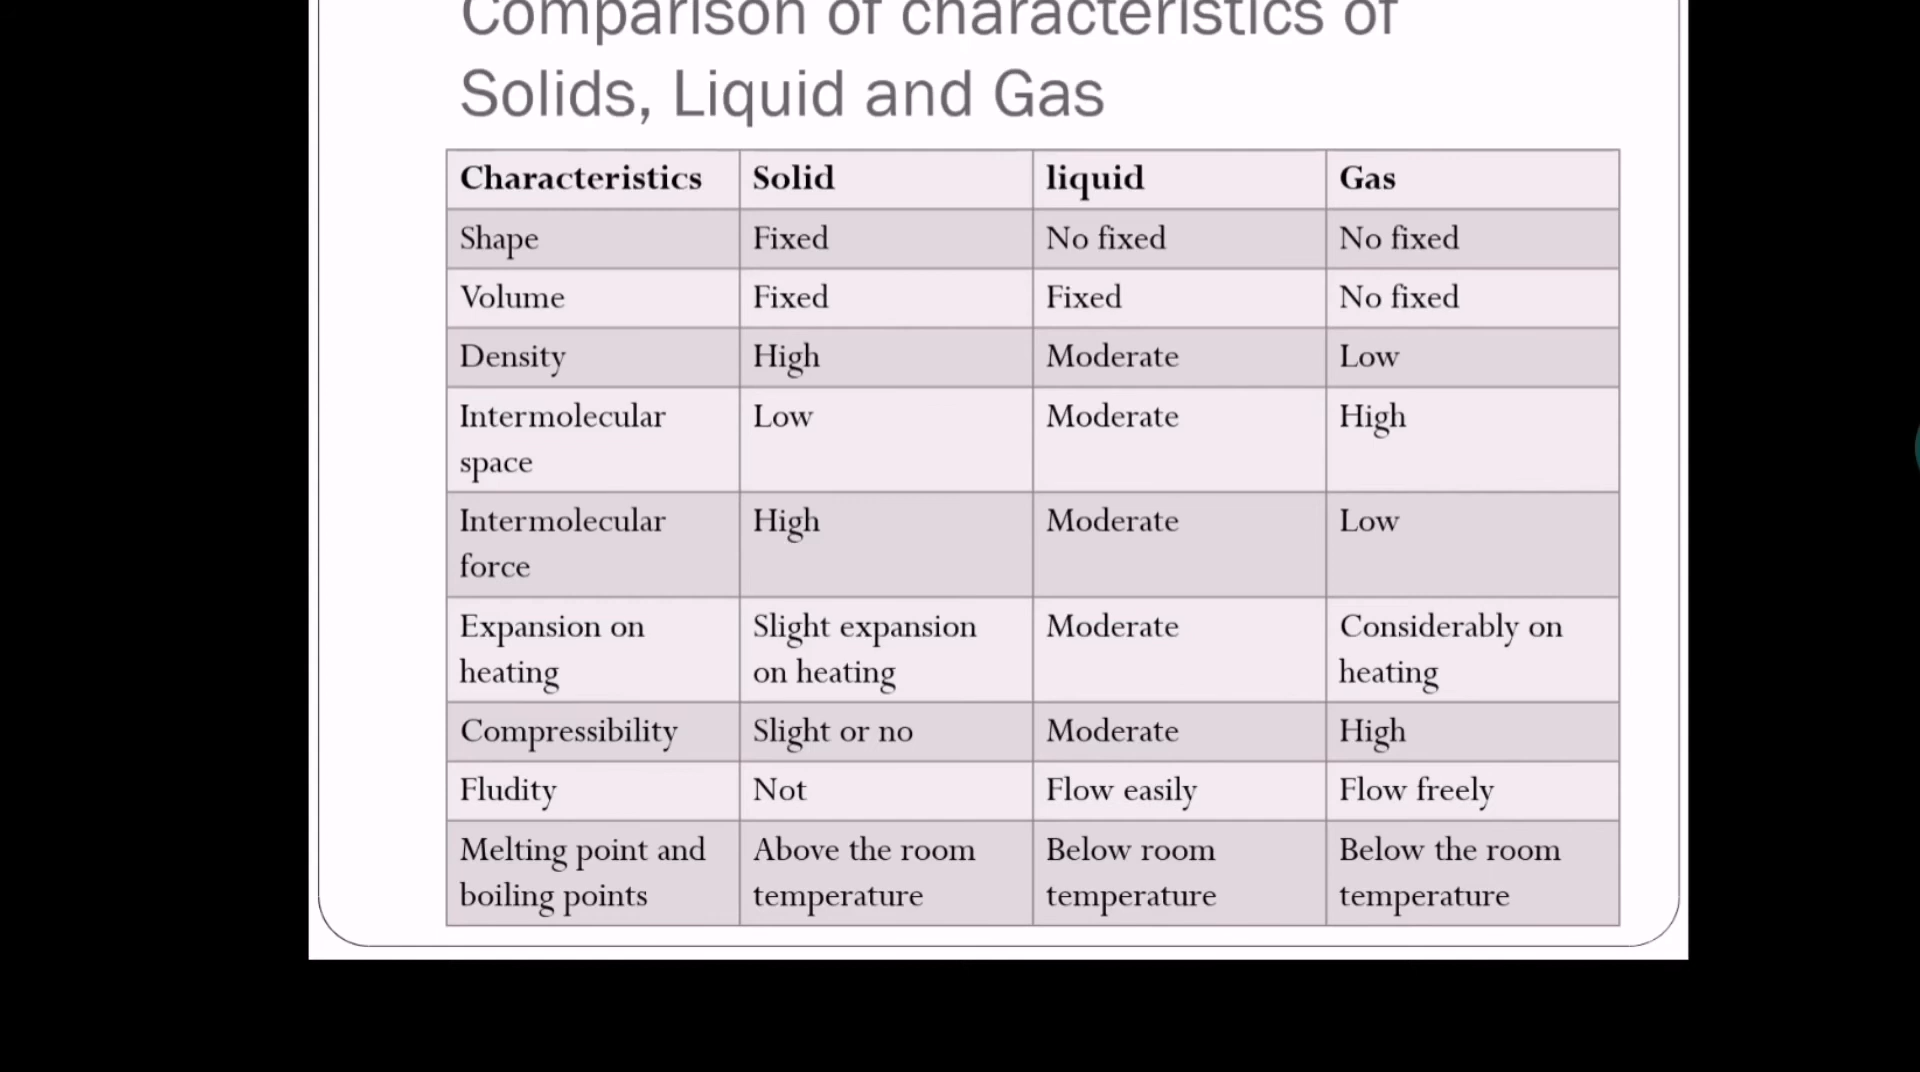 Comparison of characteristics of
Solids, Liquid and Gas
Characteristics Solid liquid Gas
Shape Fixed No fixed No fixed
Volume Fixed Fixed No fixed
Density High Moderate Low
Intermolecular space Low Moderate High
Intermolecular force High Moderate Low
Expansion on heating Slight expansion on heating Moderate Considerably on heating
Compressibility Slight or no Moderate High
Fludity Not Flow easily Flow freely
Melting point and boiling points Above the room temperature Below room temperature Below the room temperature